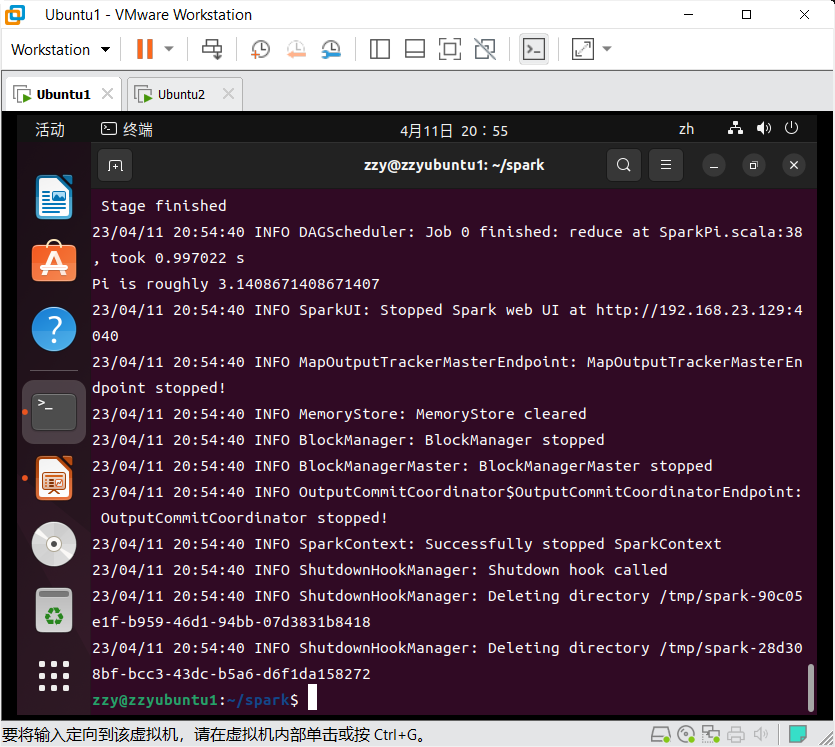 Ubuntu1 - VMware Workstation
Workstation
Ubuntu1
Ubuntu2
活动
终端
4月11日 20：55
zh
zzy@zzyubuntu1: ~/spark
Stage finished
23/04/11 20:54:40 INFO DAGScheduler: Job 0 finished: reduce at SparkPi.scala:38
, took 0.997022 s
Pi is roughly 3.1408671408671407
23/04/11 20:54:40 INFO SparkUI: Stopped Spark web UI at http://192.168.23.129:4
040
23/04/11 20:54:40 INFO MapOutputTrackerMasterEndpoint: MapOutputTrackerMasterEn
dpoint stopped!
23/04/11 20:54:40 INFO MemoryStore: MemoryStore cleared
23/04/11 20:54:40 INFO BlockManager: BlockManager stopped
23/04/11 20:54:40 INFO BlockManagerMaster: BlockManagerMaster stopped
23/04/11 20:54:40 INFO OutputCommitCoordinator$OutputCommitCoordinatorEndpoint:
OutputCommitCoordinator stopped!
23/04/11 20:54:40 INFO SparkContext: Successfully stopped SparkContext
23/04/11 20:54:40 INFO ShutdownHookManager: Shutdown hook called
23/04/11 20:54:40 INFO ShutdownHookManager: Deleting directory /tmp/spark-90c05
e1f-b959-46d1-94bb-07d3831b8418
23/04/11 20:54:40 INFO ShutdownHookManager: Deleting directory /tmp/spark-28d30
8bf-bcc3-43dc-b5a6-d6f1da158272
zzy@zzyubuntu1:~/spark$
要将输入定向到该虚拟机，请在虚拟机内部单击或按 Ctrl+G。